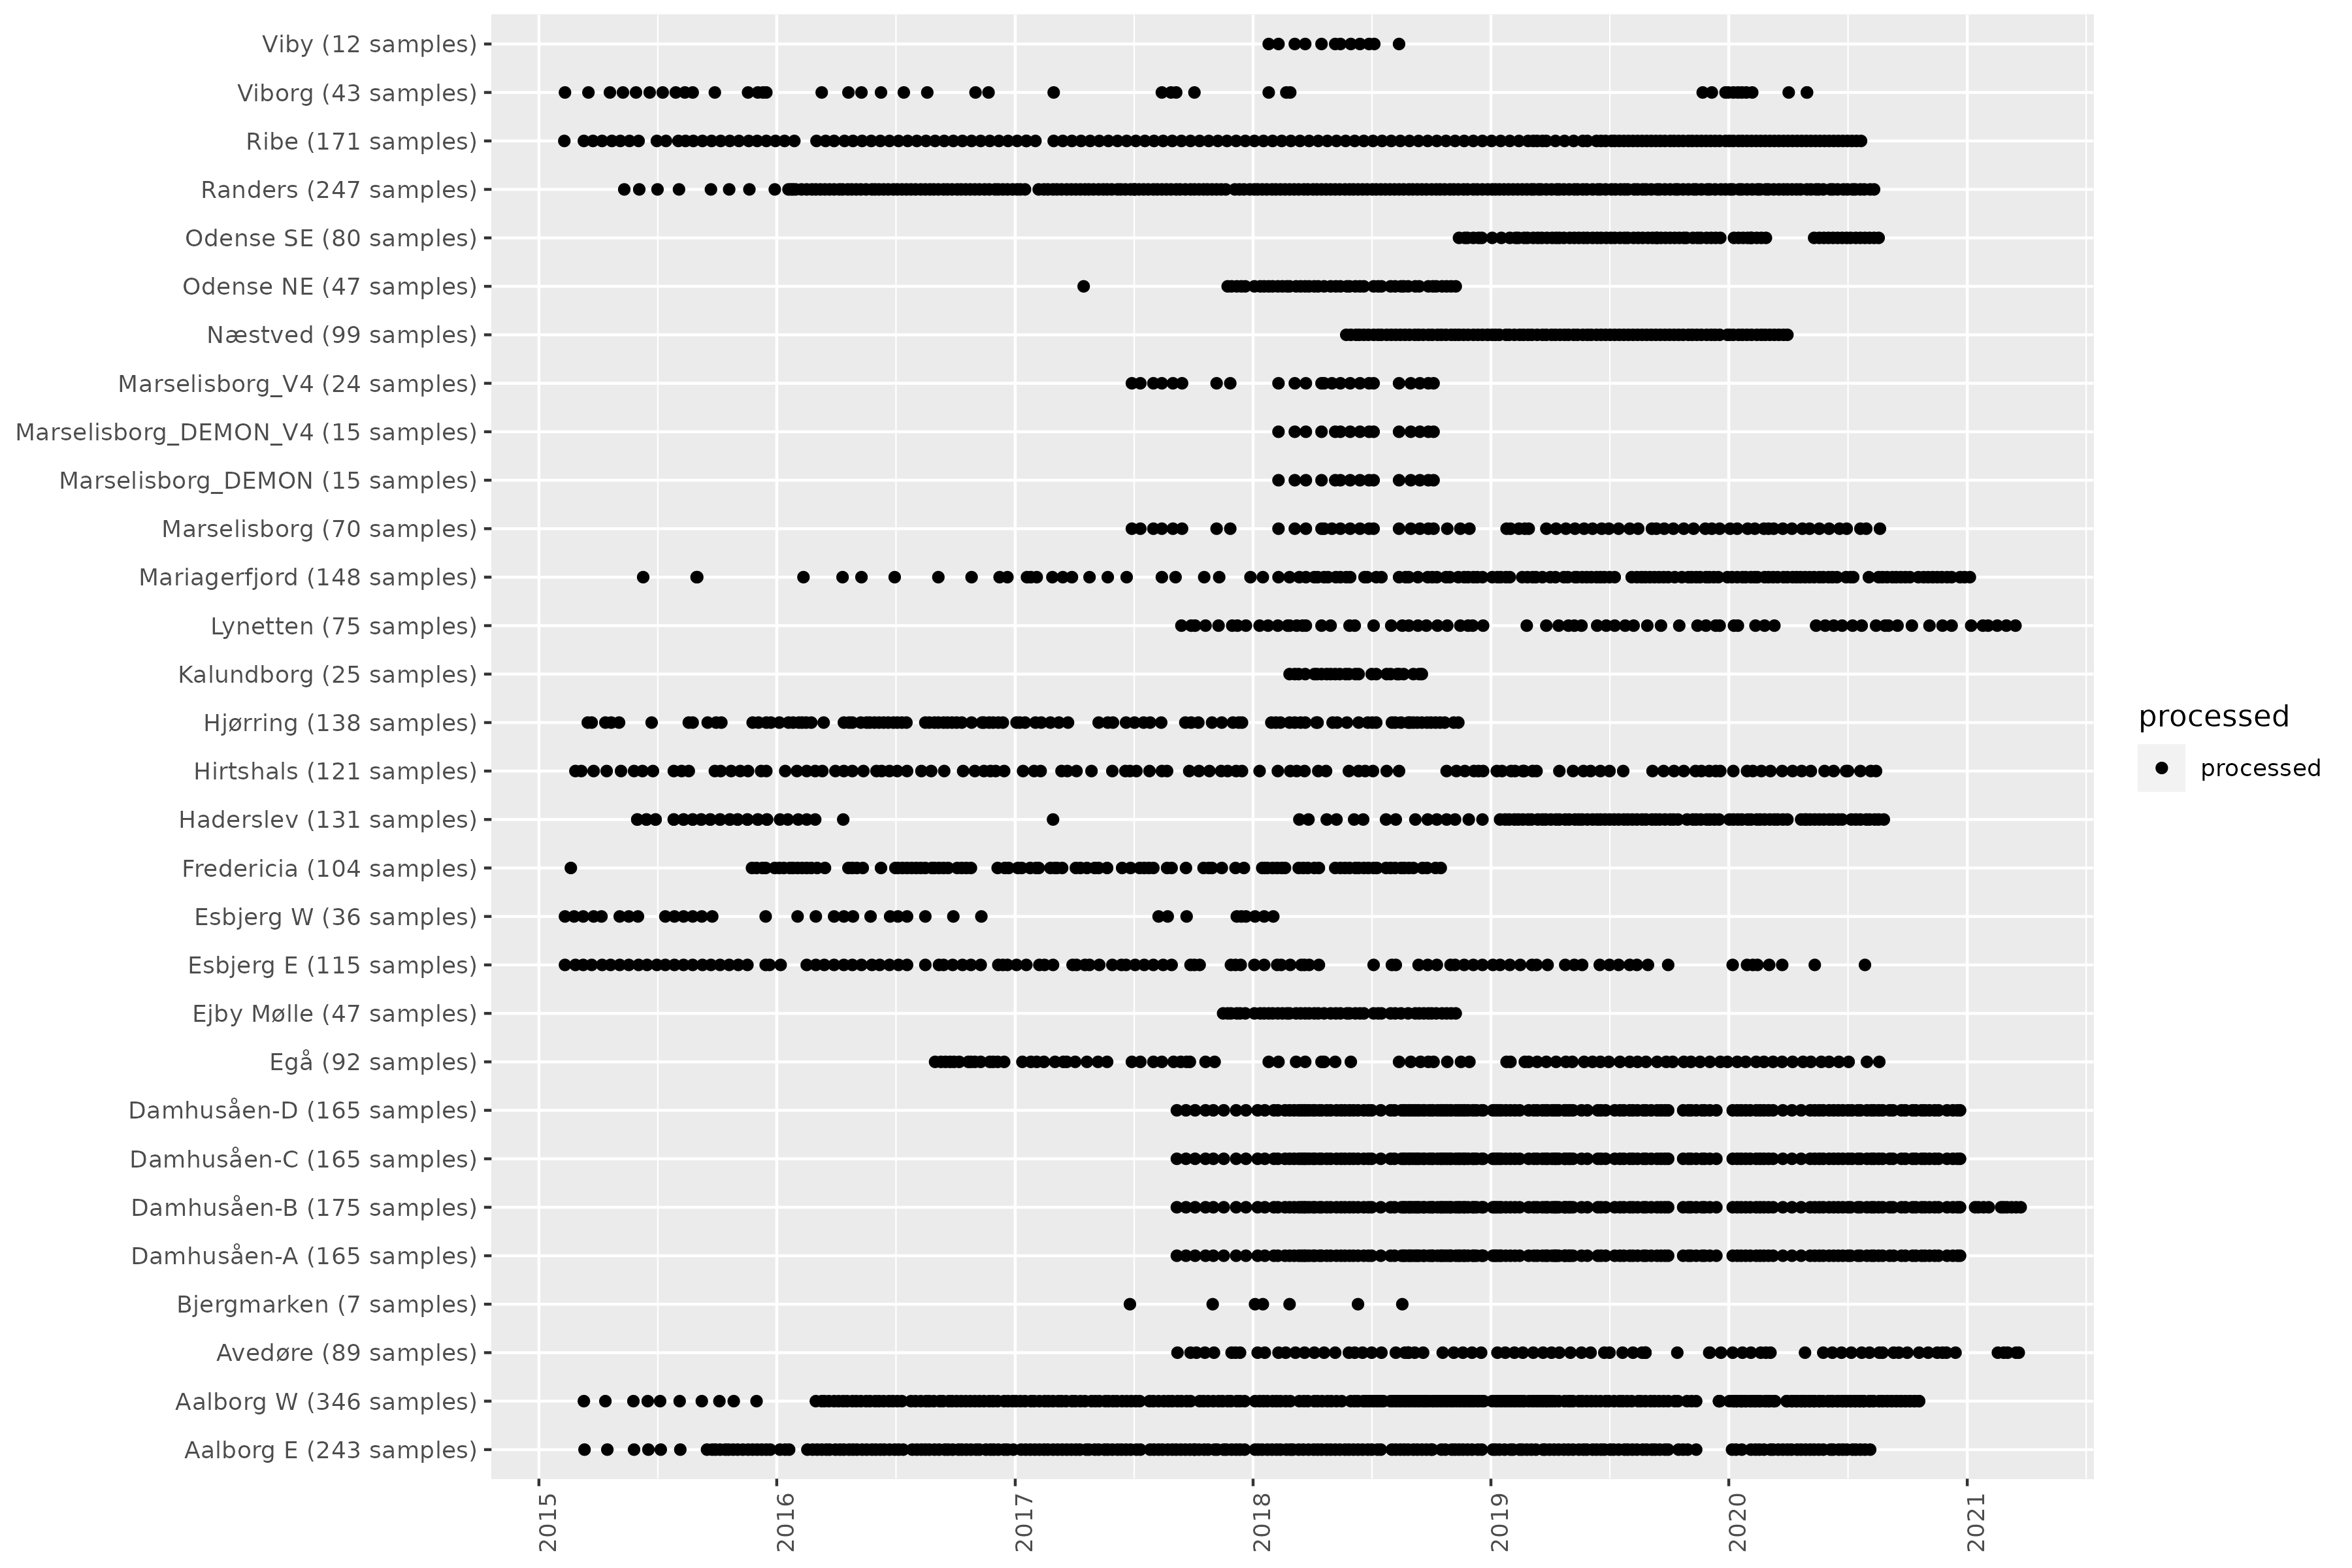 Viby (12 samples)
Viborg (43 samples)
Ribe (171 samples)
Randers (247 samples)
Odense SE (80 samples)
Odense NE (47 samples)
Næstved (99 samples)
Marselisborg_V4 (24 samples)
Marselisborg_DEMON_V4 (15 samples)
Marselisborg_DEMON (15 samples)
Marselisborg (70 samples)
Mariagerfjord (148 samples)
Lynetten (75 samples)
Kalundborg (25 samples)
Hjørring (138 samples)
Hirtshals (121 samples)
Haderslev (131 samples)
Fredericia (104 samples)
Esbjerg W (36 samples)
Esbjerg E (115 samples)
Ejby Mølle (47 samples)
Egå (92 samples)
Damhusåen-D (165 samples)
Damhusåen-C (165 samples)
Damhusåen-B (175 samples)
Damhusåen-A (165 samples)
Bjergmarken (7 samples)
Avedøre (89 samples)
Aalborg W (346 samples)
Aalborg E (243 samples)
2015
2016
2017
2018
2019
2020
2021
processed
processed